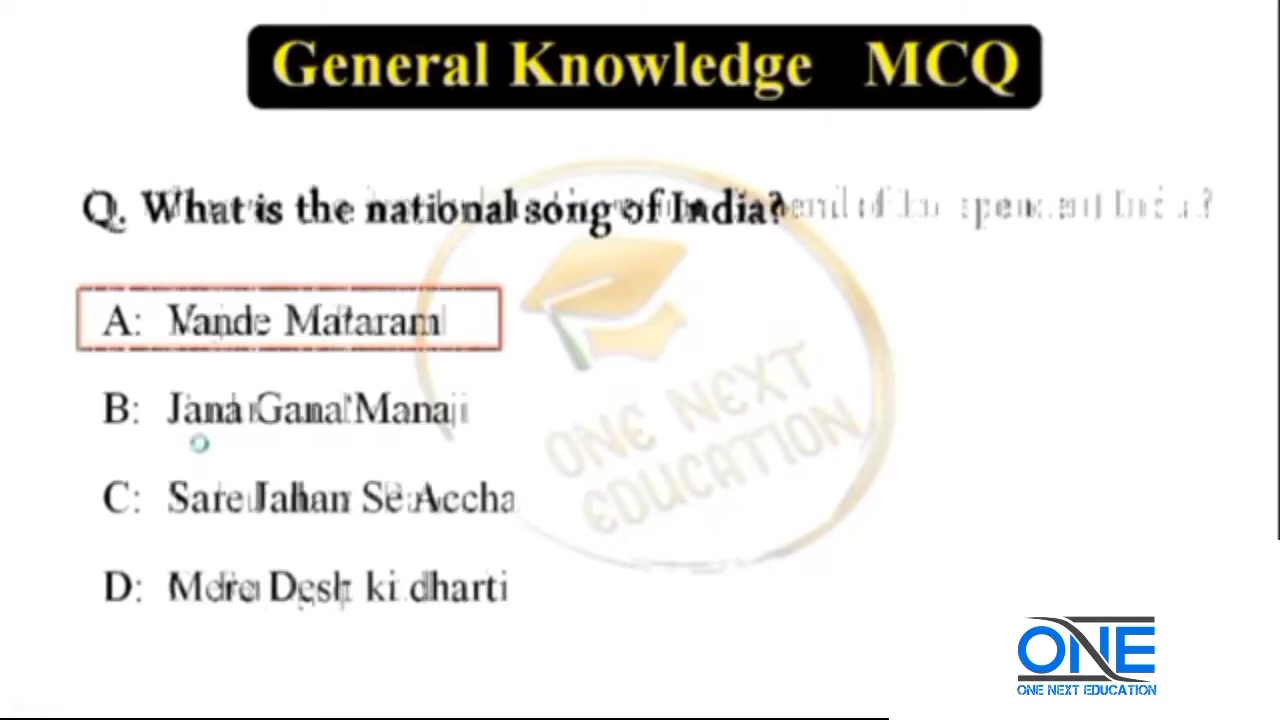 General Knowledge MCQ
Q. What is the national song of India?
A: Vande Mataram
B: Jana Gana Mana
C: Sare Jahan Se Accha
D: Mere Desh ki dharti
ONE NEXT
EDUCATION
ONE
ONE NEXT EDUCATION